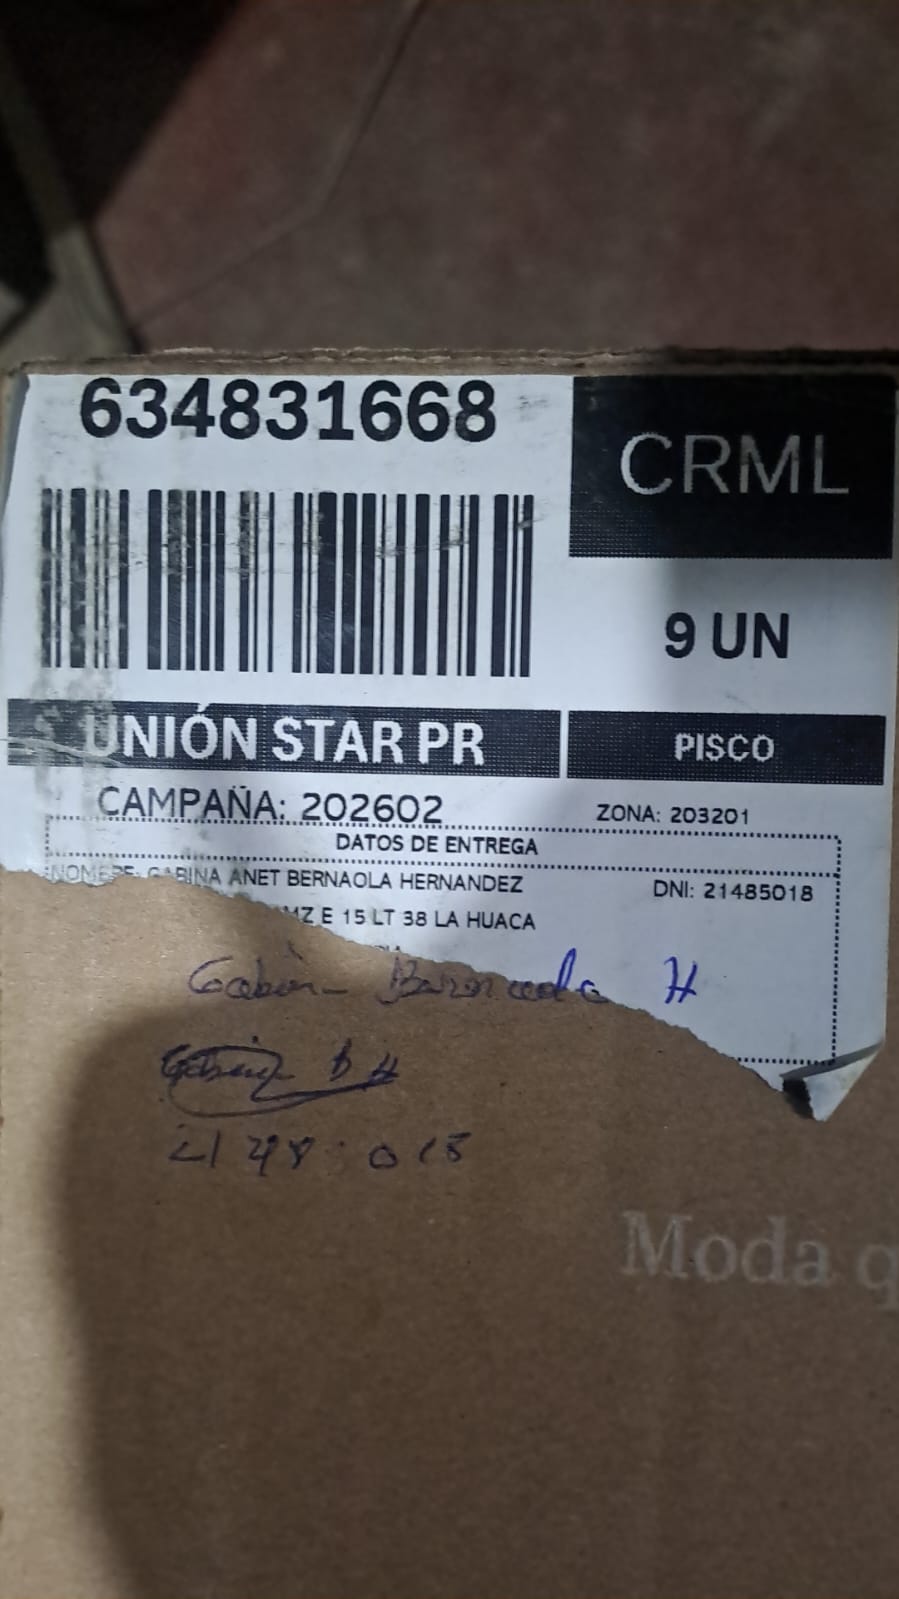 634831668
CRML
9 UN
UNIÓN STAR PR
PISCO
CAMPAÑA: 202602
ZONA: 203201
DATOS DE ENTREGA
NOMBRE: GABINA ANET BERNAOLA HERNANDEZ
DNI: 21485018
MZ E 15 LT 38 LA HUACA
H
B H
Moda q